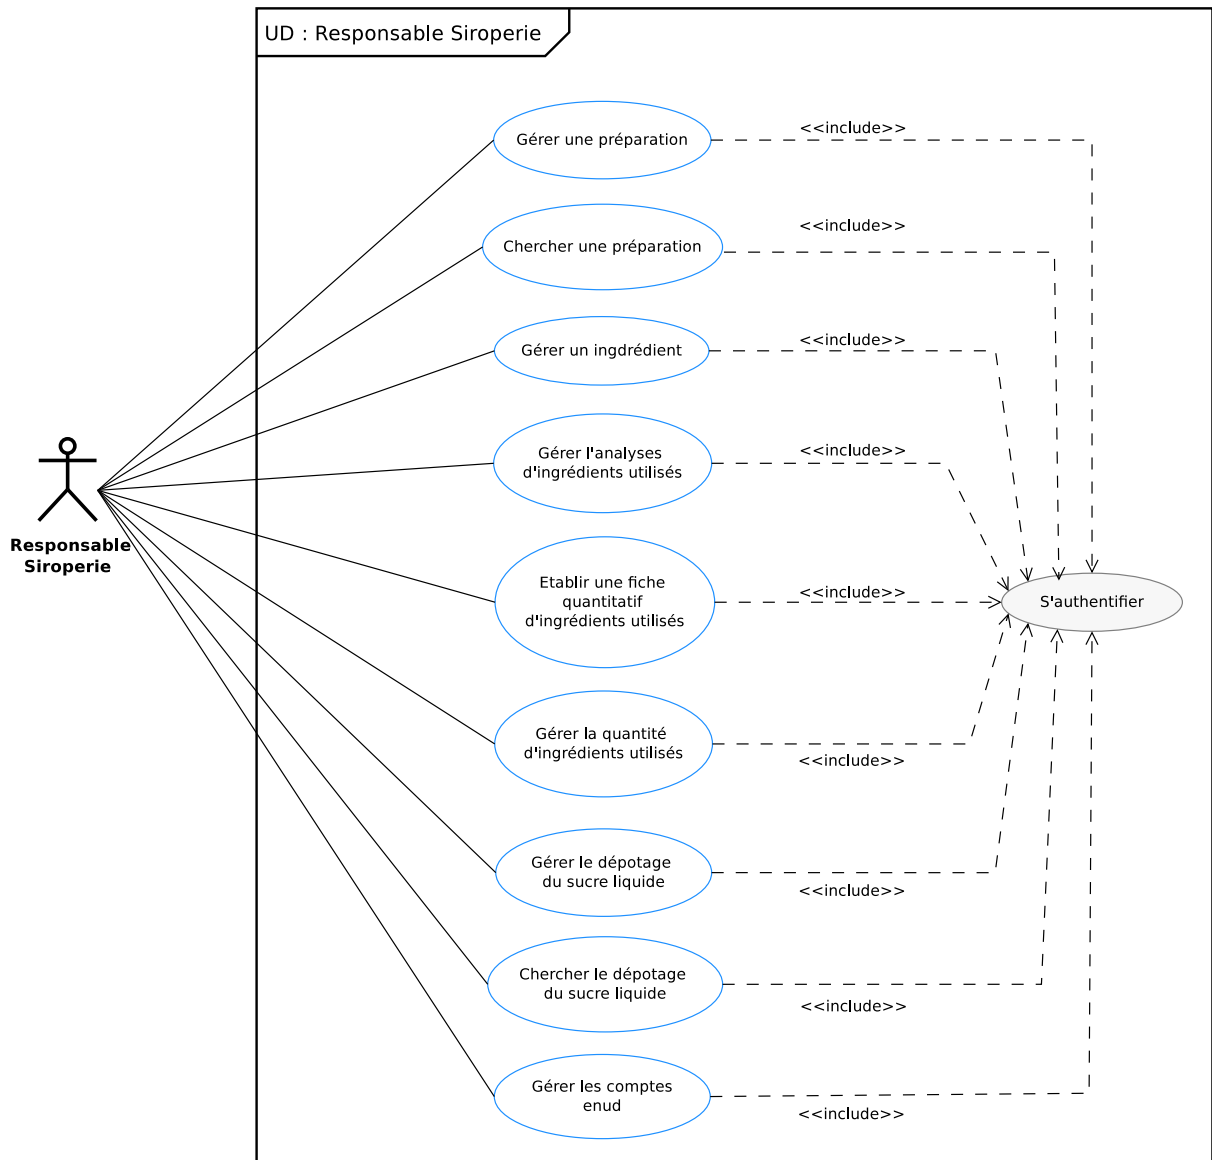 UD : Responsable Siroperie
Gérer une préparation
<<include>>
Chercher une préparation
<<include>>
Gérer un ingdrédient
<<include>>
Gérer l'analyses
d'ingrédients utilisés
<<include>>
Responsable
Siroperie
Etablir une fiche
quantitatif
d'ingrédients utilisés
<<include>>
S'authentifier
Gérer la quantité
d'ingrédients utilisés
<<include>>
Gérer le dépotage
du sucre liquide
<<include>>
Chercher le dépotage
du sucre liquide
<<include>>
Gérer les comptes
enud
<<include>>